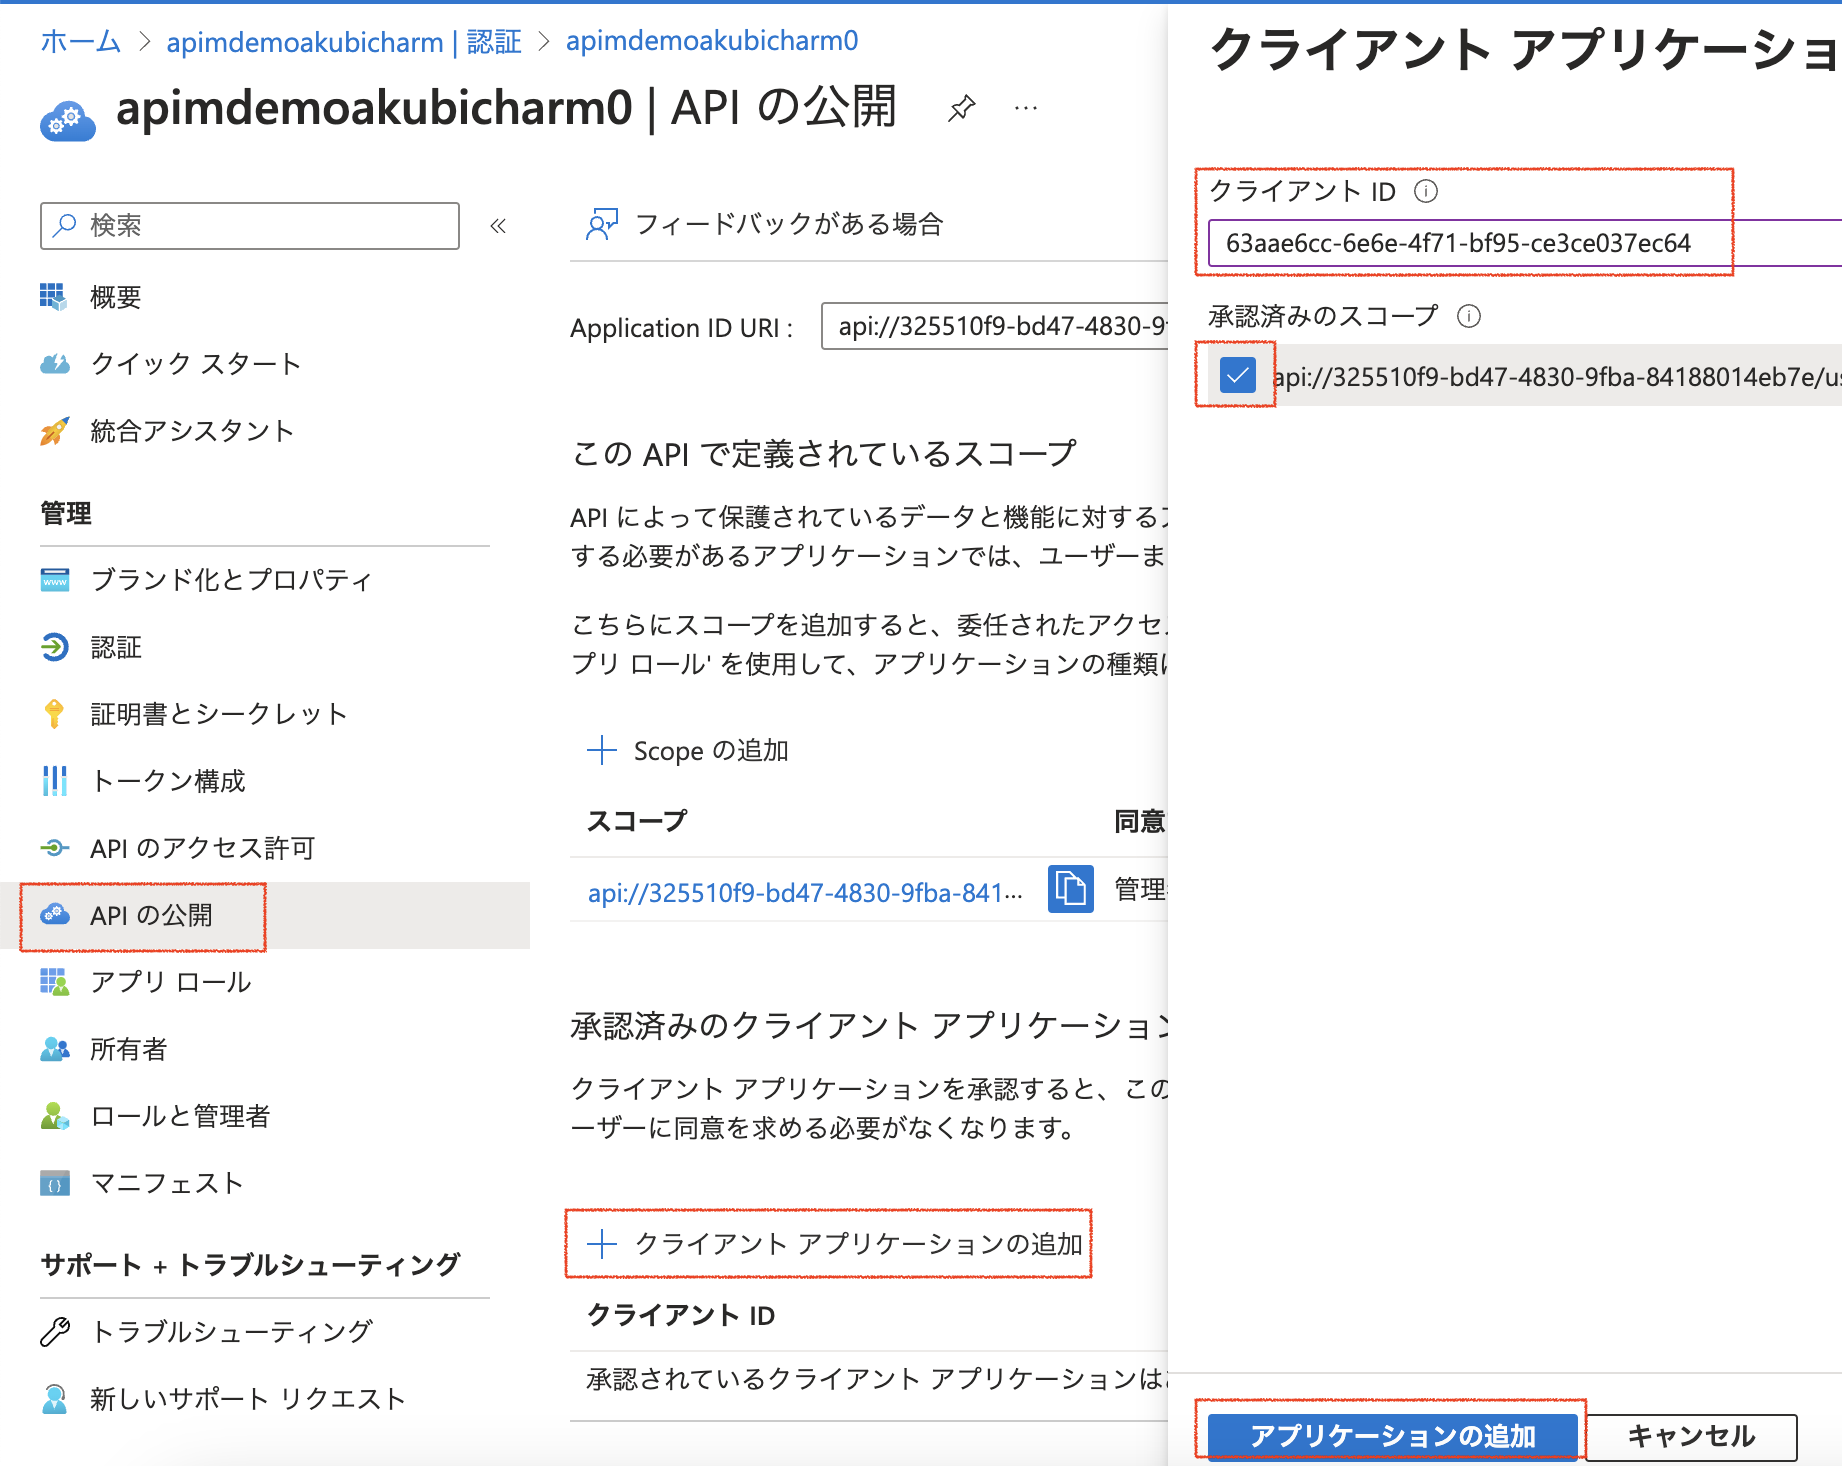 ホーム > apimdemoakubicharm | 認証 > apimdemoakubicharm0
apimdemoakubicharm0 | API の公開
検索
概要
クイック スタート
統合アシスタント
管理
ブランド化とプロパティ
認証
証明書とシークレット
トークン構成
API のアクセス許可
API の公開
アプリ ロール
所有者
ロールと管理者
マニフェスト
サポート + トラブルシューティング
トラブルシューティング
新しいサポート リクエスト
フィードバックがある場合
Application ID URI : api://325510f9-bd47-4830-9f
この API で定義されているスコープ
API によって保護されているデータと機能に対する
する必要があるアプリケーションでは、ユーザーま
こちらにスコープを追加すると、委任されたアクセ
プリ ロール' を使用して、アプリケーションの種類に
Scope の追加
スコープ 同意
api://325510f9-bd47-4830-9fba-841... 管理
承認済みのクライアント アプリケーション
クライアント アプリケーションを承認すると、この
ーザーに同意を求める必要がなくなります。
クライアント アプリケーションの追加
クライアント ID
承認されているクライアント アプリケーションは
クライアント アプリケーショ
クライアント ID
63aae6cc-6e6e-4f71-bf95-ce3ce037ec64
承認済みのスコープ
api://325510f9-bd47-4830-9fba-84188014eb7e/us
アプリケーションの追加
キャンセル